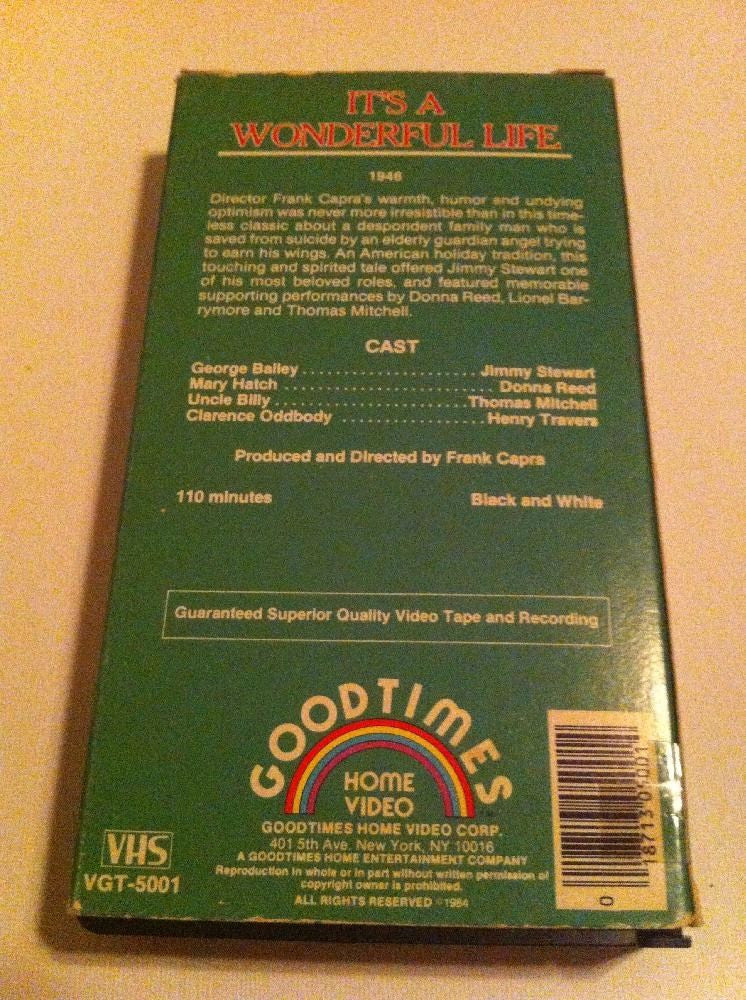 IT'S A
WONDERFUL LIFE
1946
Director Frank Capra's warmth, humor and undying
optimism was never more irresistible than in this time-
less classic about a despondent family man who is
saved from suicide by an elderly guardian angel trying
to earn his wings. An American holiday tradition, this
touching and spirited tale offered Jimmy Stewart one
of his most beloved roles, and featured memorable
supporting performances by Donna Reed, Lionel Bar-
rymore and Thomas Mitchell.
CAST
George Bailey......................Jimmy Stewart
Mary Hatch ........................ Donna Reed
Uncle Billy........................Thomas Mitchell
Clarence Oddbody ................Henry Travers
Produced and Directed by Frank Capra
110 minutes Black and White
Guaranteed Superior Quality Video Tape and Recording
GOODTIMES
HOME
VIDEO
GOODTIMES HOME VIDEO CORP.
401 5th Ave. New York, NY 10016
A GOODTIMES HOME ENTERTAINMENT COMPANY
Reproduction in whole or in part without written permission of
copyright owner is prohibited.
ALL RIGHTS RESERVED ©1984
VHS
VGT-5001
0 18713 05001